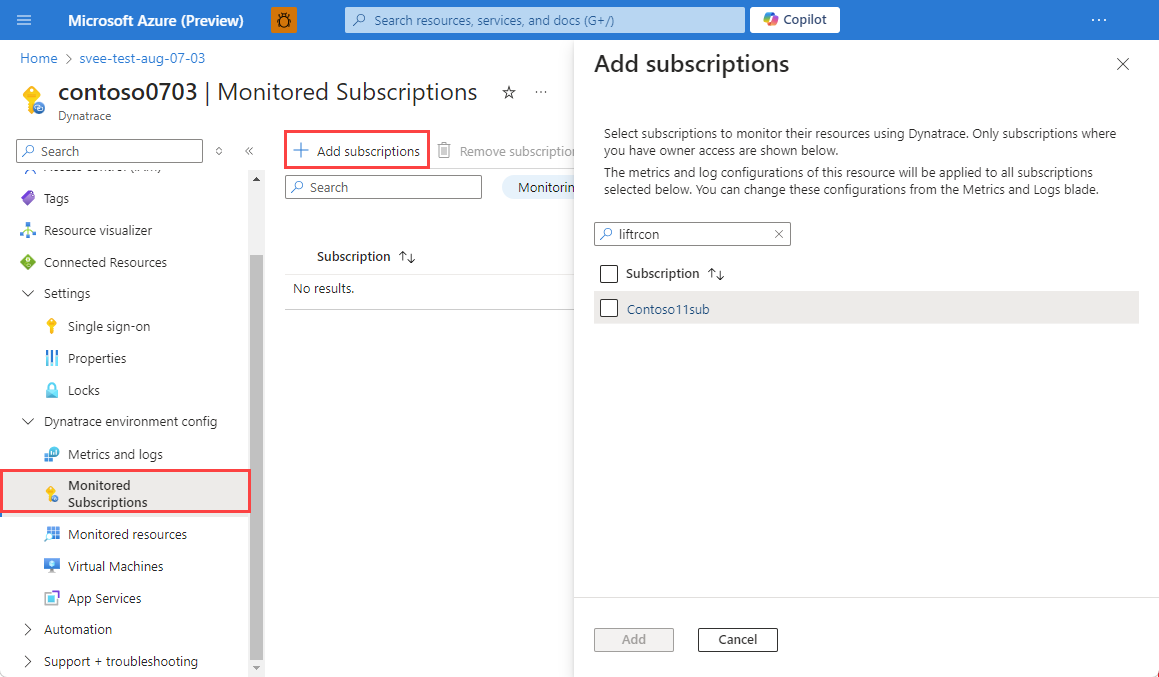 Microsoft Azure (Preview)
Search resources, services, and docs (G+/)
Copilot
Home
svee-test-aug-07-03
contoso0703 | Monitored Subscriptions
Dynatrace
Search
Tags
Resource visualizer
Connected Resources
Settings
Single sign-on
Properties
Locks
Dynatrace environment config
Metrics and logs
Monitored
Subscriptions
Monitored resources
Virtual Machines
App Services
Automation
Support + troubleshooting
Add subscriptions
Remove subscription
Search
Monitorin
Subscription
No results.
Add subscriptions
Select subscriptions to monitor their resources using Dynatrace. Only subscriptions where
you have owner access are shown below.
The metrics and log configurations of this resource will be applied to all subscriptions
selected below. You can change these configurations from the Metrics and Logs blade.
liftrcon
Subscription
Contoso11sub
Add
Cancel